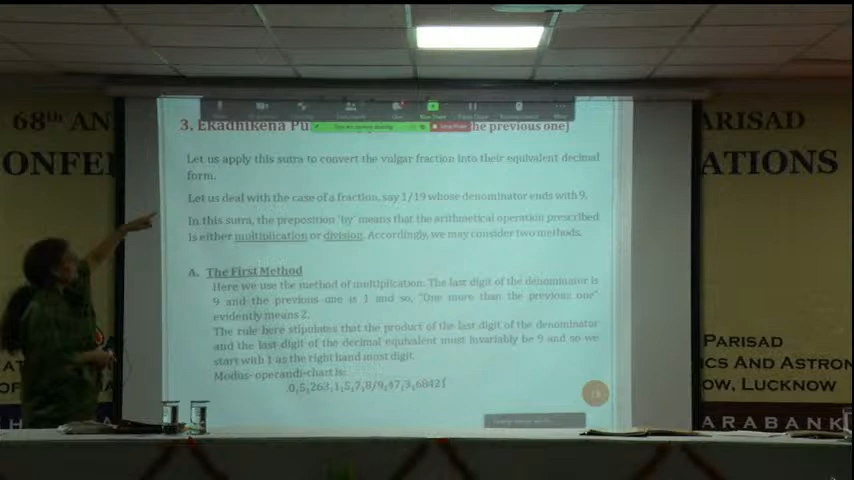 68th AN
ARISAD
ONFE
ATIONS
3. Ekadhikena Pu he previous one]
Let us apply this sutra to convert the vulgar fraction into their equivalent decimal
form.
Let us deal with the case of a fraction, say 1/19 whose denominator ends with 9.
In this sutra, the preposition 'by' means that the arithmetical operation prescribed
is either multiplication or division. Accordingly, we may consider two methods.
A. The First Method
Here we use the method of multiplication. The last digit of the denominator is
9 and the previous one is 1 and so, "One more than the previous one"
evidently means 2.
The rule here stipulates that the product of the last digit of the denominator
and the last digit of the decimal equivalent must invariably be 9 and so we
start with 1 as the right hand most digit.
Modus- operandi-chart is:
PARISAD
ICS AND ASTRON
OW, LUCKNOW
ARABANK